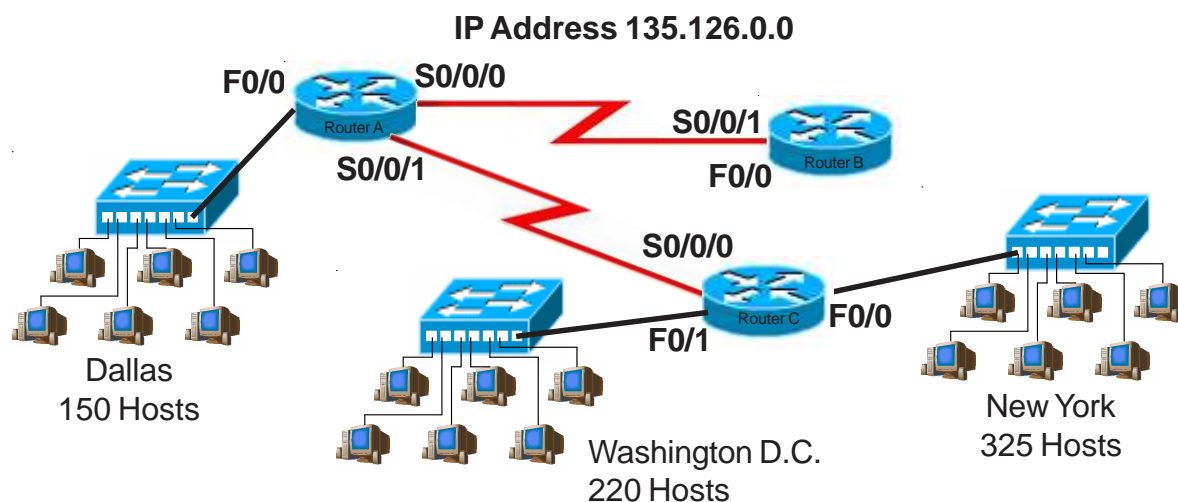 IP Address 135.126.0.0
F0/0
S0/0/0
Router A
S0/0/1
S0/0/1
Router B
F0/0
S0/0/0
Router C
F0/1
F0/0
Dallas
150 Hosts
Washington D.C.
220 Hosts
New York
325 Hosts